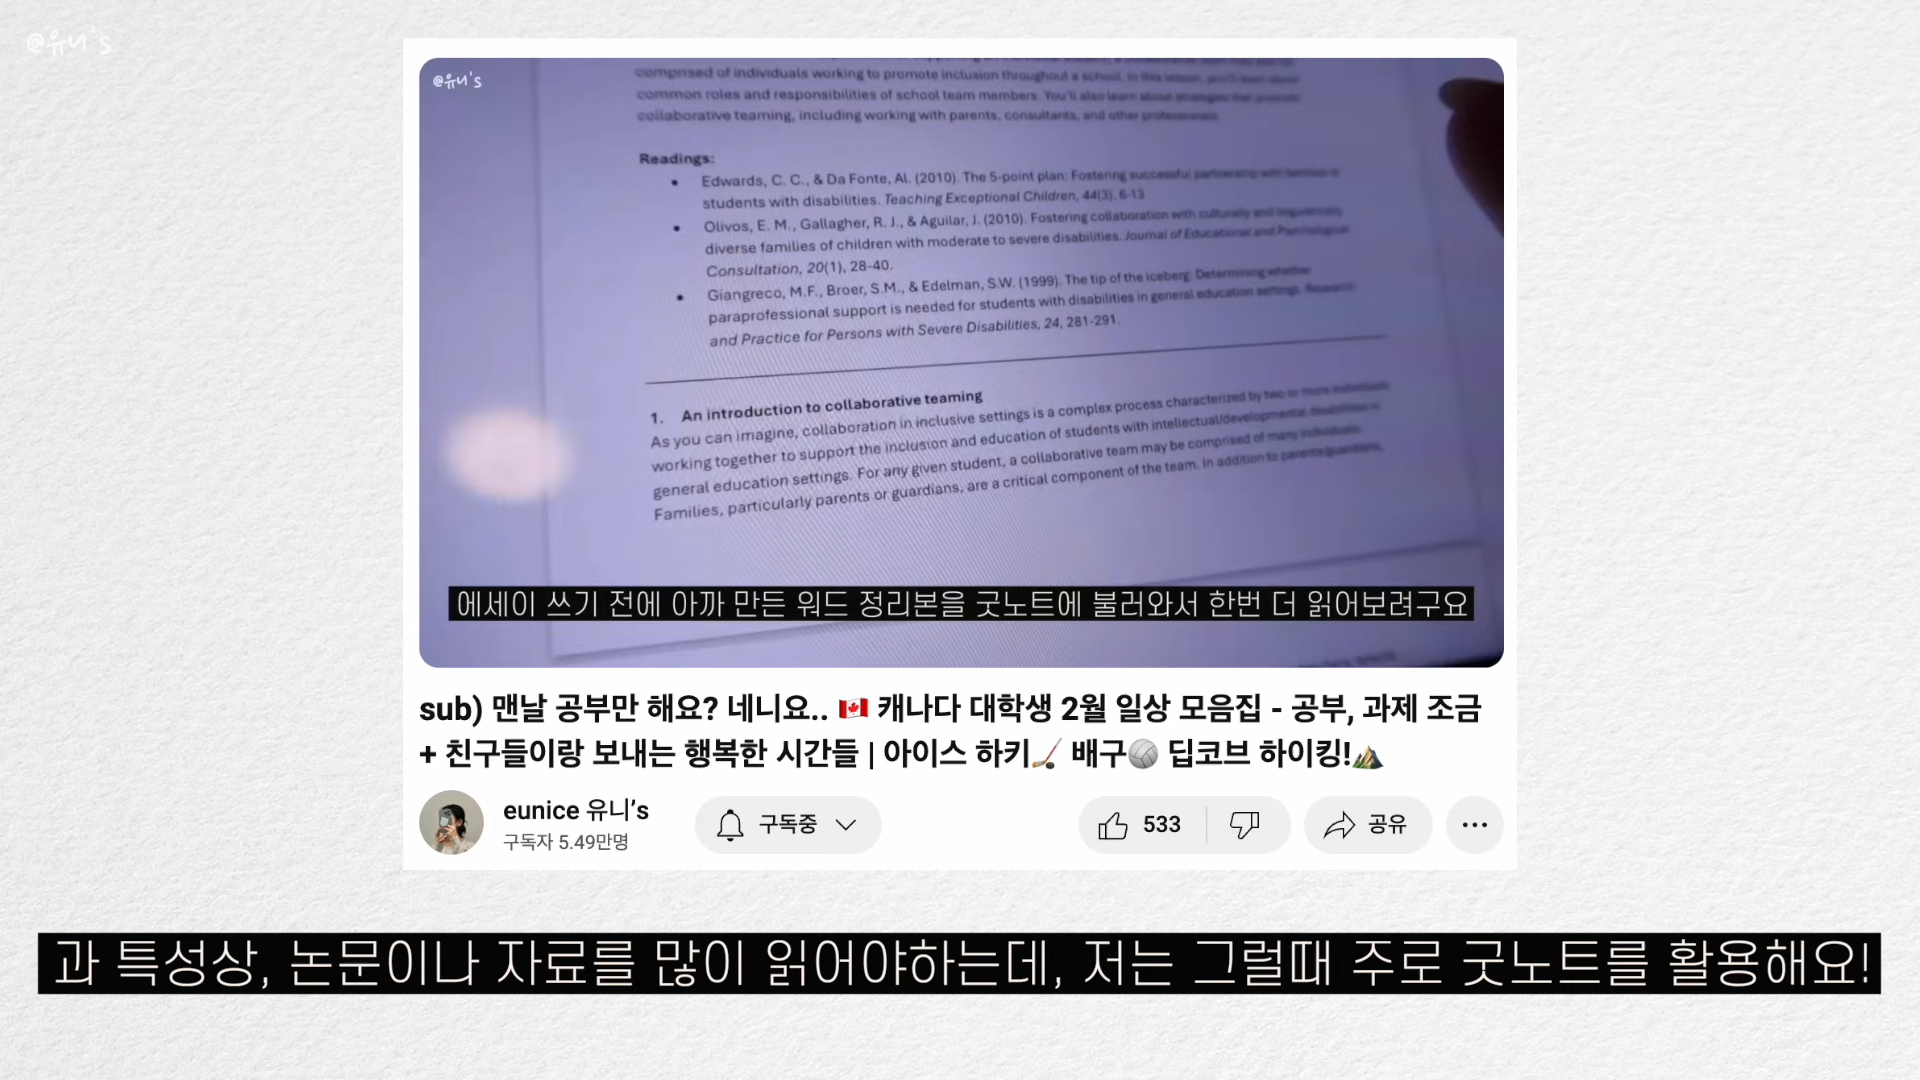 @유니's
@유니's
comprised of individuals working to promote inclusion throughout a school. In this lesson, you'll learn about
common roles and responsibilities of school team members. You'll also learn about strategies that promote
collaborative teaming, including working with parents, consultants, and other professionals.
Readings:
Edwards, C. C., & Da Fonte, Al. (2010). The 5-point plan: Fostering successful partnership with families of
students with disabilities. Teaching Exceptional Children, 44(3). 6-13
Olivos, E. M., Gallagher, R. J., & Aguilar, J. (2010). Fostering collaboration with culturally and linguistically
diverse families of children with moderate to severe disabilities. Journal of Educational and Psychological
Consultation, 20(1), 28-40.
Giangreco, M.F., Broer, S.M., & Edelman, S.W. (1999). The tip of the iceberg: Determining whether
paraprofessional support is needed for students with disabilities in general education settings. Research
and Practice for Persons with Severe Disabilities, 24, 281-291.
1. An introduction to collaborative teaming
As you can imagine, collaboration in inclusive settings is a complex process characterized by two or more individuals
working together to support the inclusion and education of students with intellectual/developmental disabilities in
general education settings. For any given student, a collaborative team may be comprised of many individuals.
Families, particularly parents or guardians, are a critical component of the team. In addition to parents/guardians,
에세이 쓰기 전에 아까 만든 워드 정리본을 굿노트에 불러와서 한번 더 읽어보려구요
sub) 맨날 공부만 해요? 네니요.. 🇨🇦 캐나다 대학생 2월 일상 모음집 - 공부, 과제 조금
+ 친구들이랑 보내는 행복한 시간들 | 아이스 하키🏒 배구🏐 딥코브 하이킹!⛰️
eunice 유니's
구독자 5.49만명
구독중
533
공유
과 특성상, 논문이나 자료를 많이 읽어야하는데, 저는 그럴때 주로 굿노트를 활용해요!